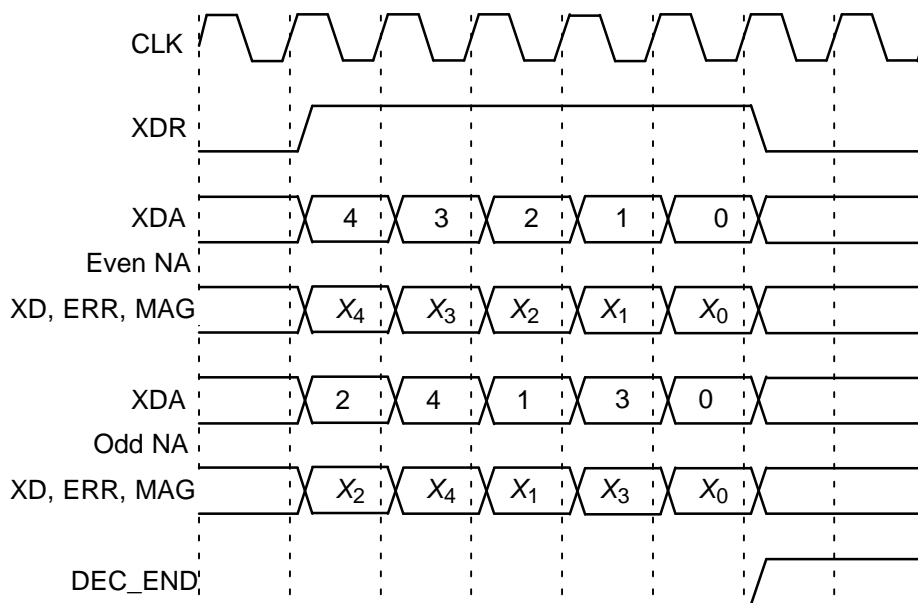 CLK
XDR
XDA 4 3 2 1 0
Even NA
XD, ERR, MAG X4 X3 X2 X1 X0
XDA 2 4 1 3 0
Odd NA
XD, ERR, MAG X2 X4 X1 X3 X0
DEC_END